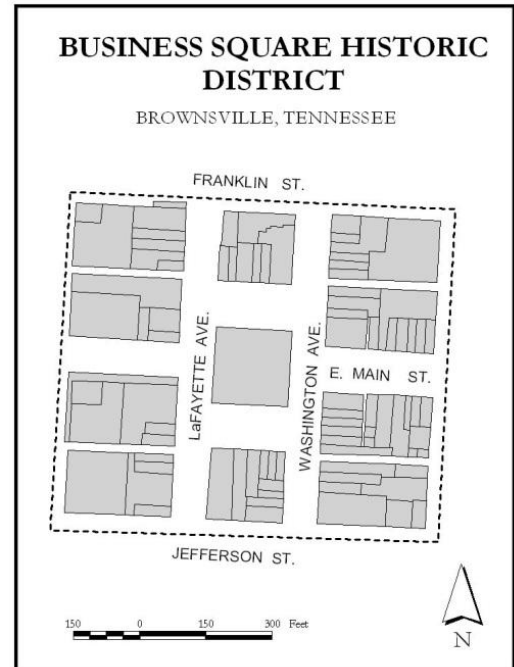 BUSINESS SQUARE HISTORIC
DISTRICT
BROWNSVILLE, TENNESSEE
FRANKLIN ST.
LaFAYETTE AVE.
WASHINGTON AVE.
E. MAIN ST.
JEFFERSON ST.
150 0 150 300 Feet
N